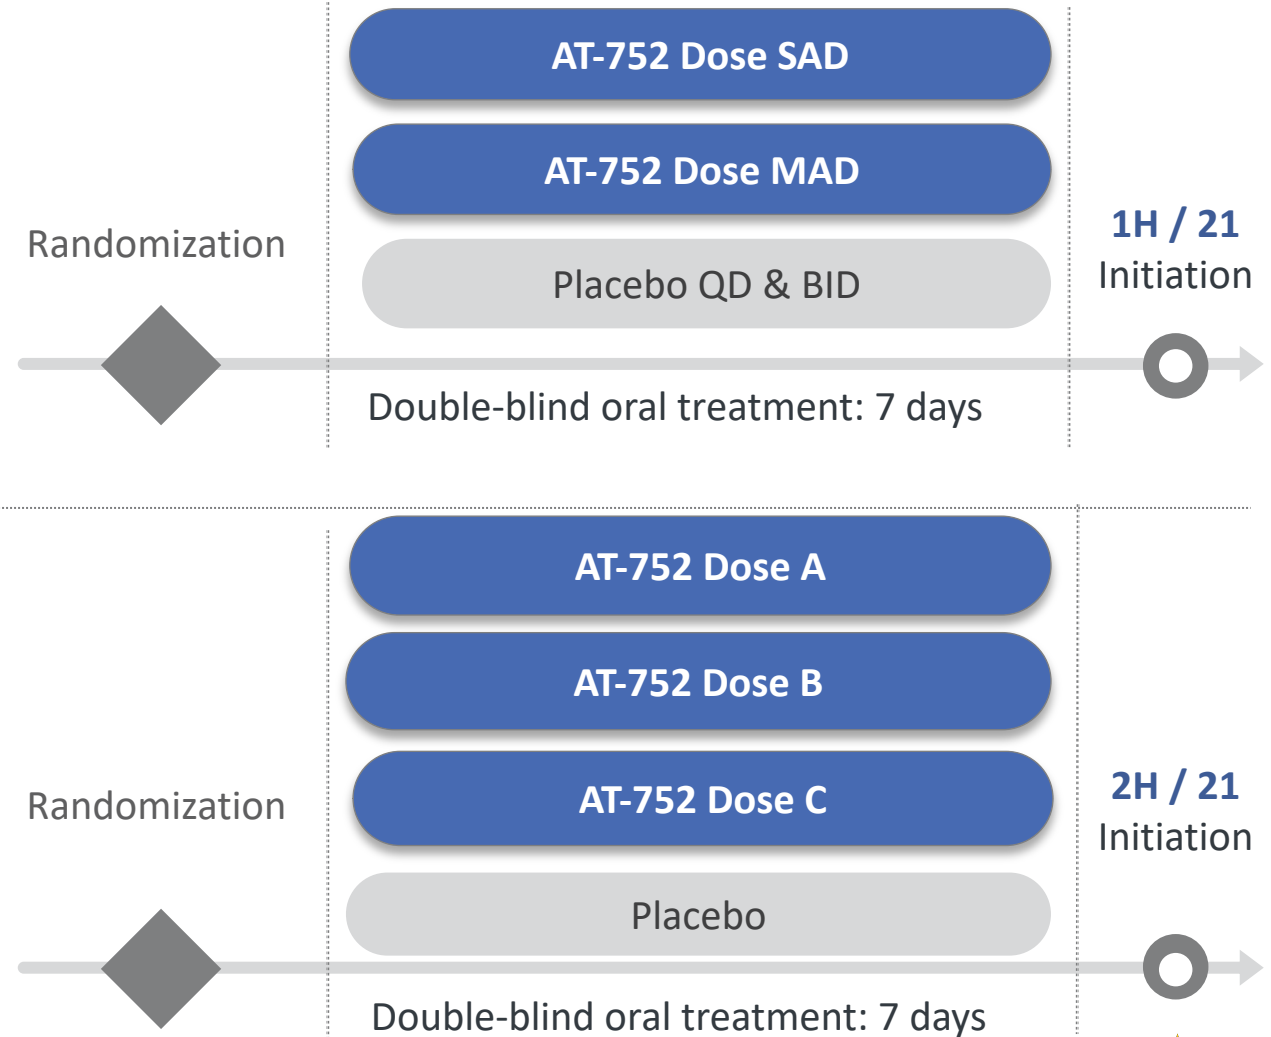 AT-752 Dose SAD
AT-752 Dose MAD
Placebo QD & BID
Randomization
1H / 21
Initiation
Double-blind oral treatment: 7 days
AT-752 Dose A
AT-752 Dose B
AT-752 Dose C
Placebo
Randomization
2H / 21
Initiation
Double-blind oral treatment: 7 days